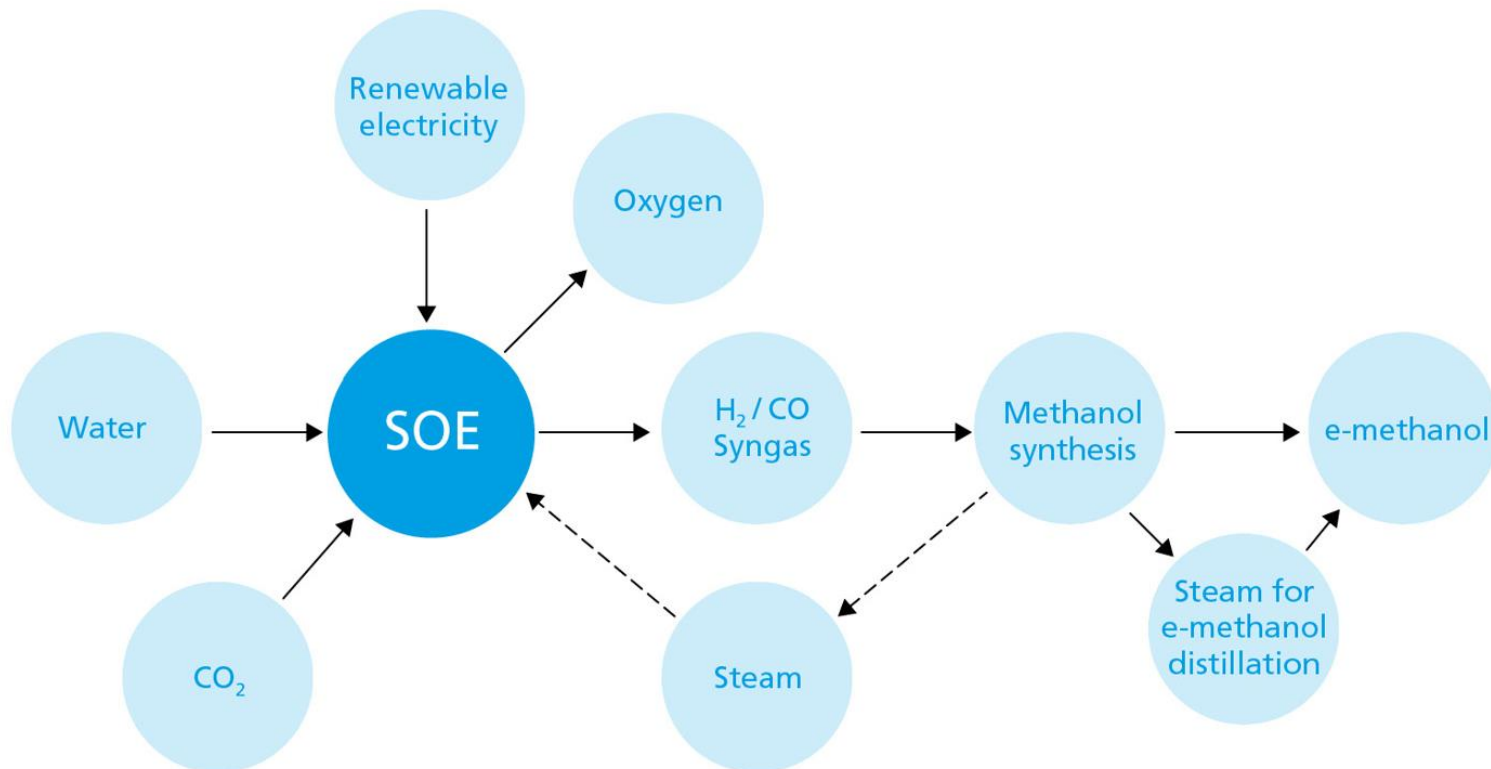 Renewable
electricity
Oxygen
Water
SOE
H₂ / CO
Syngas
Methanol
synthesis
e-methanol
CO₂
Steam
Steam for
e-methanol
distillation